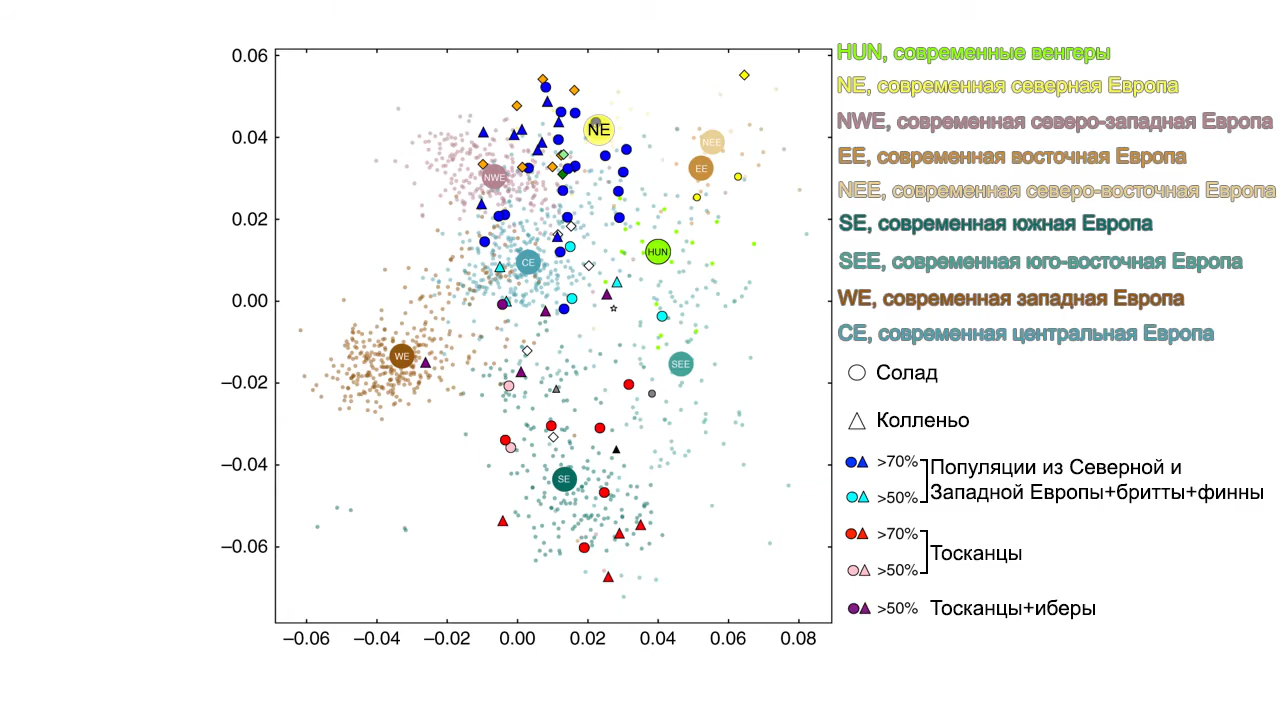 0.06
0.04
0.02
0.00
−0.02
−0.04
−0.06
−0.06
−0.04
−0.02
0.00
0.02
0.04
0.06
0.08
NE
NEE
EE
NWE
HUN
CE
WE
SEE
SE
HUN, современные венгеры
NE, современная северная Европа
NWE, современная северо-западная Европа
EE, современная восточная Европа
NEE, современная северо-восточная Европа
SE, современная южная Европа
SEE, современная юго-восточная Европа
WE, современная западная Европа
CE, современная центральная Европа
Солад
Колленьо
>70%
Популяции из Северной и
>50%
Западной Европы+бритты+финны
>70%
Тосканцы
>50%
>50% Тосканцы+иберы